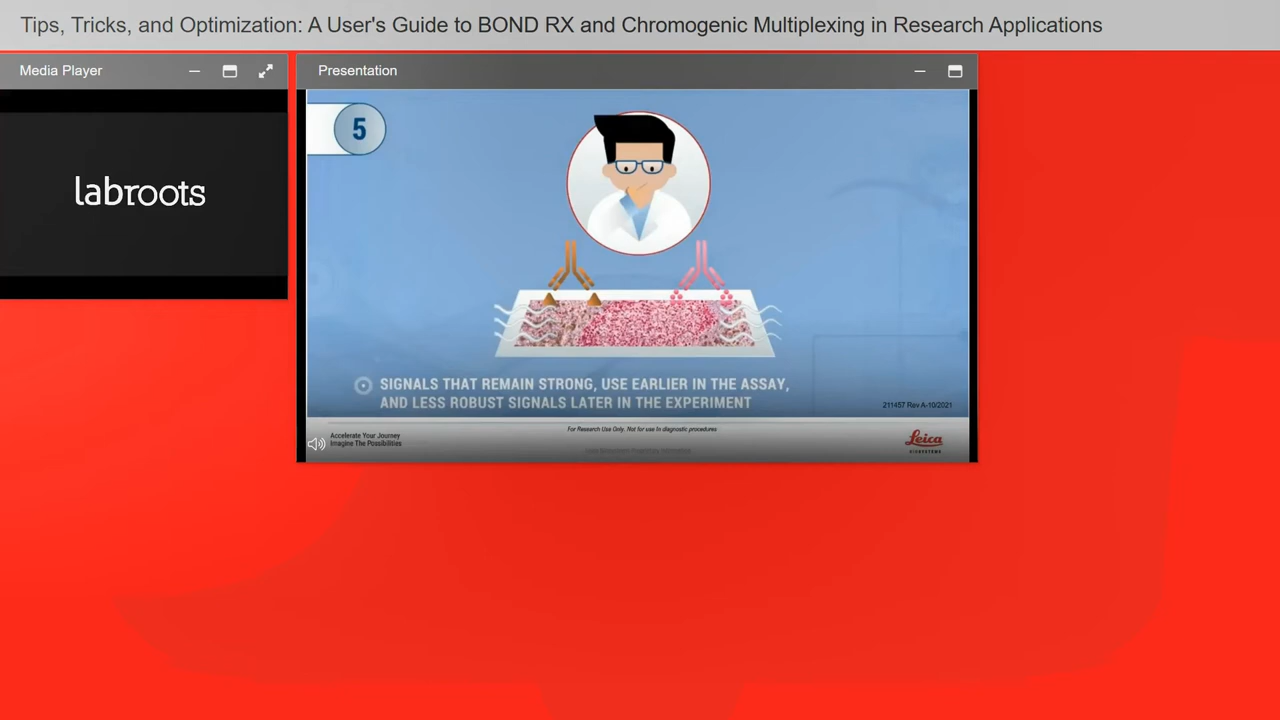 Tips, Tricks, and Optimization: A User's Guide to BOND RX and Chromogenic Multiplexing in Research Applications
Media Player
Presentation
labroots
5
SIGNALS THAT REMAIN STRONG, USE EARLIER IN THE ASSAY,
AND LESS ROBUST SIGNALS LATER IN THE EXPERIMENT
211457 Rev A-10/2021
For Research Use Only. Not for use in diagnostic procedures
Accelerate Your Journey
Imagine The Possibilities
Leica
BIOSYSTEMS